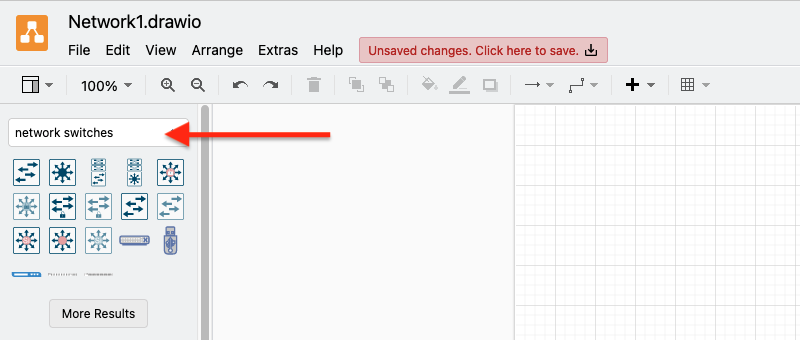 Network1.drawio
File Edit View Arrange Extras Help Unsaved changes. Click here to save.
100%
network switches
More Results